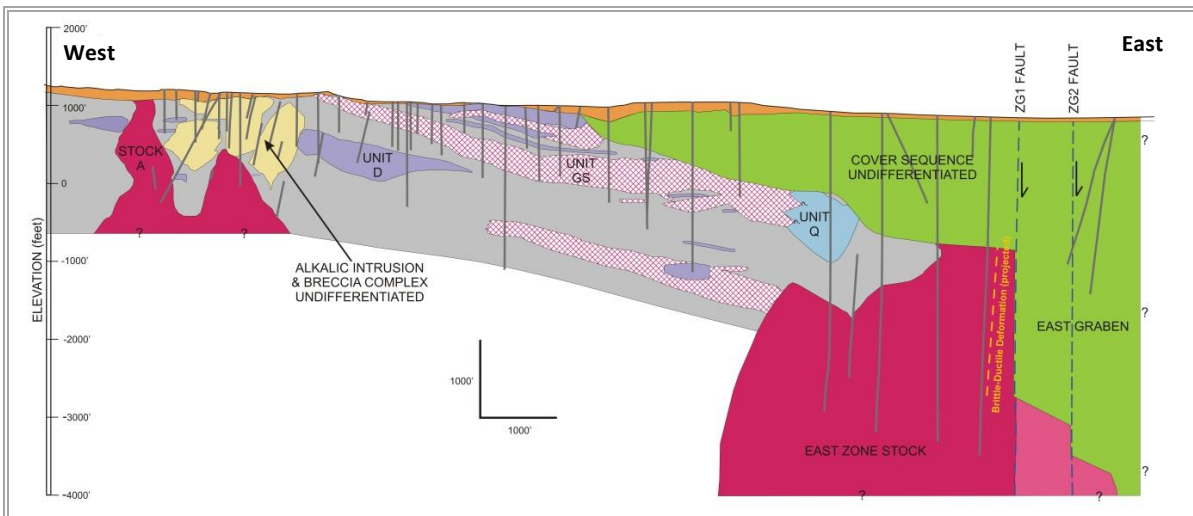 2000'
West
East
ZG1 FAULT
ZG2 FAULT
1000'
STOCK
A
UNIT
D
UNIT
GS
COVER SEQUENCE
UNDIFFERENTIATED
?
0
UNIT
Q
?
?
ELEVATION (feet)
-1000'
ALKALIC INTRUSION
& BRECCIA COMPLEX
UNDIFFERENTIATED
Brittle-Ductile Deformation (projected)
EAST GRABEN
?
-2000'
1000'
1000'
-3000'
EAST ZONE STOCK
?
-4000'
?
?